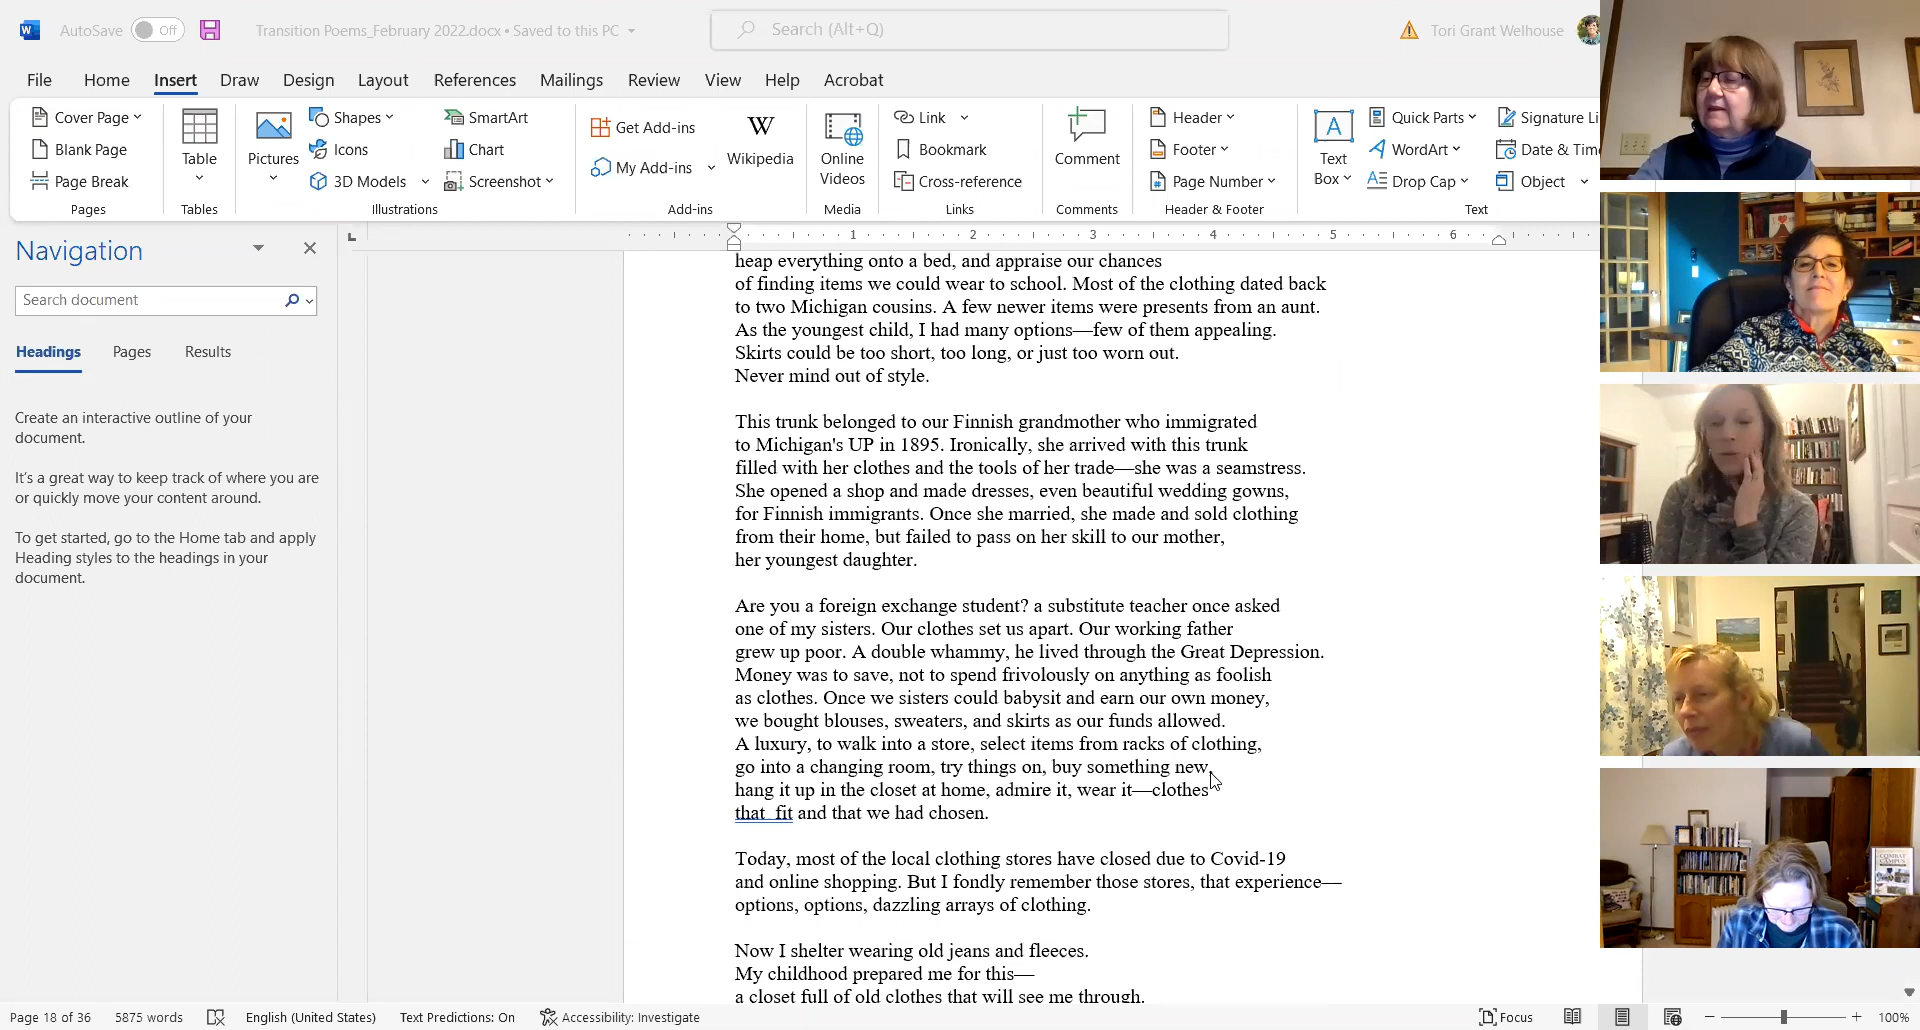 AutoSave Off Transition Poems_February 2022.docx • Saved to this PC Search (Alt+Q) Tori Grant Welhouse
File Home Insert Draw Design Layout References Mailings Review View Help Acrobat
Cover Page
Blank Page
Page Break
Pages
Table
Tables
Pictures
Shapes
Icons
3D Models
SmartArt
Chart
Screenshot
Illustrations
Get Add-ins
My Add-ins
W
Wikipedia
Add-ins
Online
Videos
Media
Link
Bookmark
Cross-reference
Links
Comment
Comments
Header
Footer
Page Number
Header & Footer
A
Text
Box
Quick Parts
WordArt
Drop Cap
Signature Li
Date & Time
Object
Text
Navigation
Search document
Headings Pages Results
Create an interactive outline of your
document.
It's a great way to keep track of where you are
or quickly move your content around.
To get started, go to the Home tab and apply
Heading styles to the headings in your
document.
1 2 3 4 5 6
heap everything onto a bed, and appraise our chances
of finding items we could wear to school. Most of the clothing dated back
to two Michigan cousins. A few newer items were presents from an aunt.
As the youngest child, I had many options—few of them appealing.
Skirts could be too short, too long, or just too worn out.
Never mind out of style.
This trunk belonged to our Finnish grandmother who immigrated
to Michigan's UP in 1895. Ironically, she arrived with this trunk
filled with her clothes and the tools of her trade—she was a seamstress.
She opened a shop and made dresses, even beautiful wedding gowns,
for Finnish immigrants. Once she married, she made and sold clothing
from their home, but failed to pass on her skill to our mother,
her youngest daughter.
Are you a foreign exchange student? a substitute teacher once asked
one of my sisters. Our clothes set us apart. Our working father
grew up poor. A double whammy, he lived through the Great Depression.
Money was to save, not to spend frivolously on anything as foolish
as clothes. Once we sisters could babysit and earn our own money,
we bought blouses, sweaters, and skirts as our funds allowed.
A luxury, to walk into a store, select items from racks of clothing,
go into a changing room, try things on, buy something new,
hang it up in the closet at home, admire it, wear it—clothes
that  fit and that we had chosen.
Today, most of the local clothing stores have closed due to Covid-19
and online shopping. But I fondly remember those stores, that experience—
options, options, dazzling arrays of clothing.
Now I shelter wearing old jeans and fleeces.
My childhood prepared me for this—
a closet full of old clothes that will see me through.
COMBAT
Page 18 of 36 5875 words English (United States) Text Predictions: On Accessibility: Investigate Focus 100%